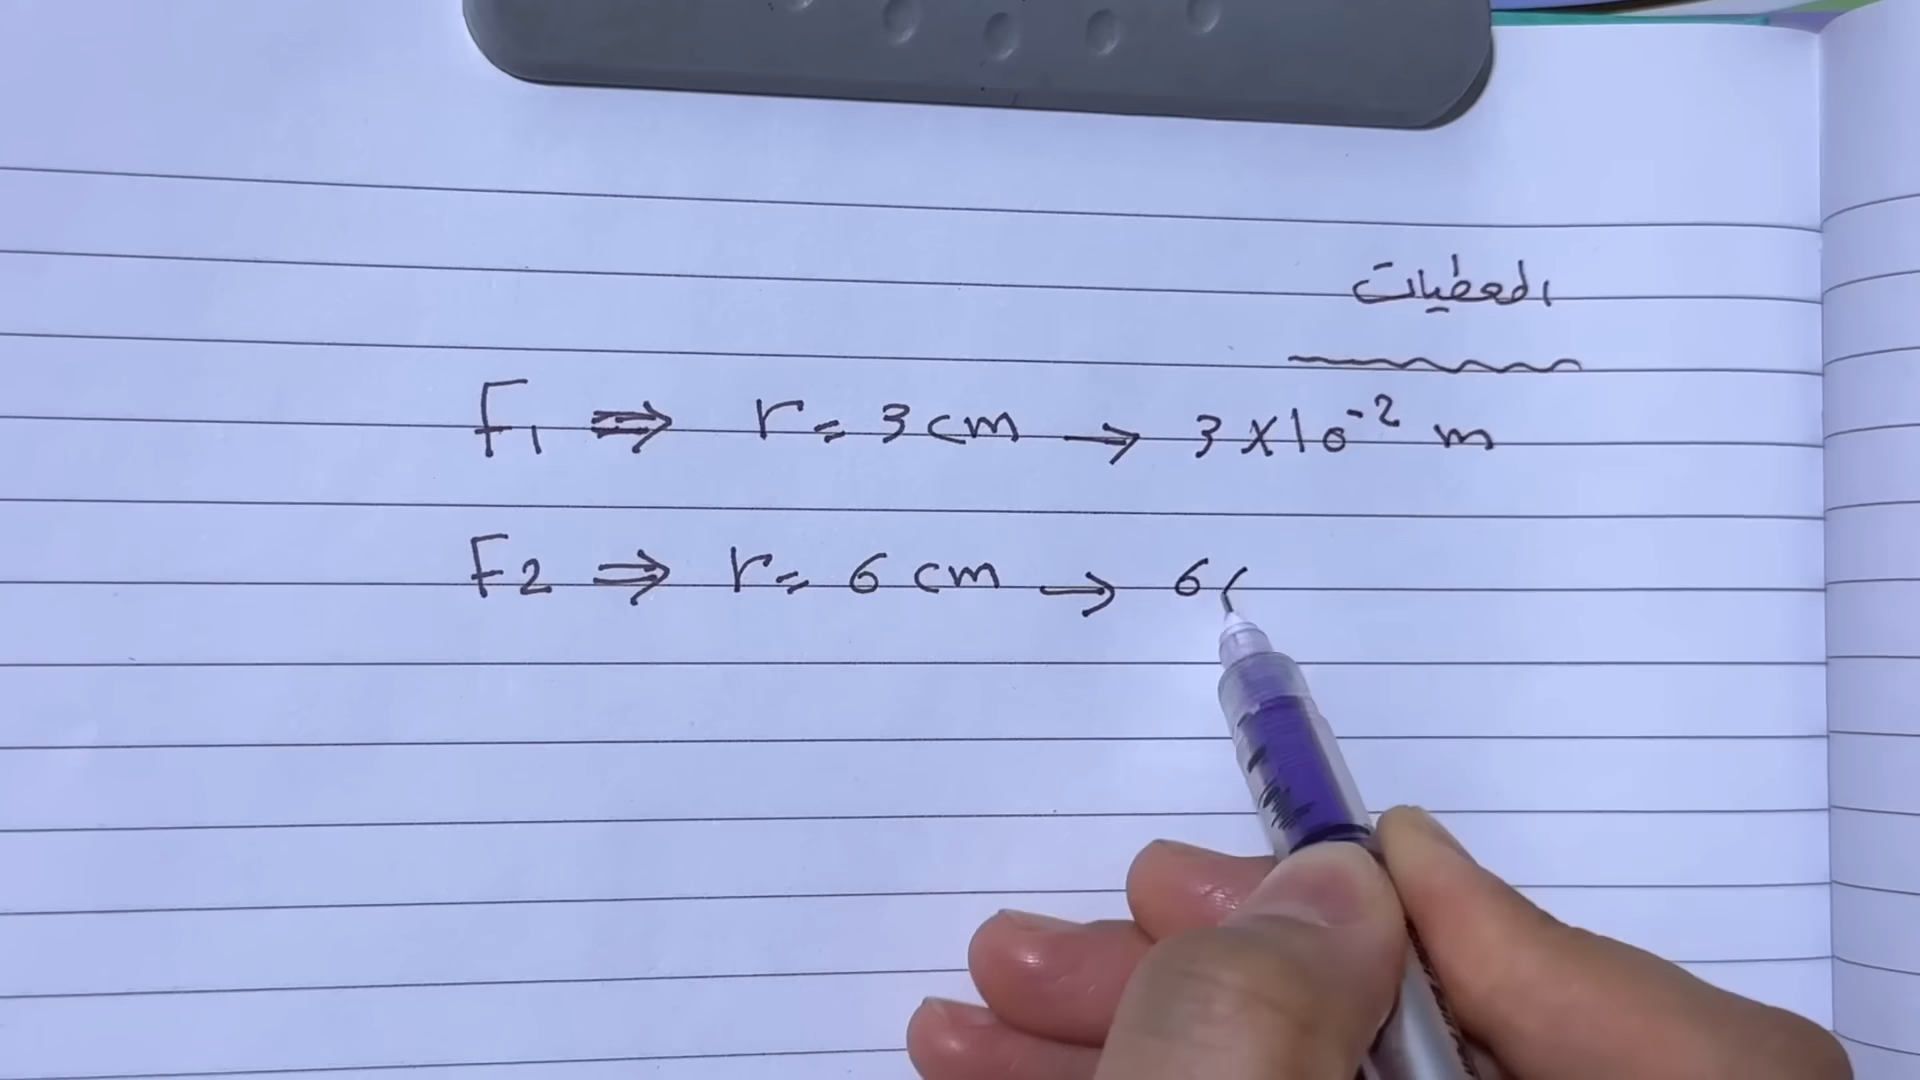 المعطيات
F1 ⇒ r = 3 cm → 3 × 10⁻² m
F2 ⇒ r = 6 cm → 6